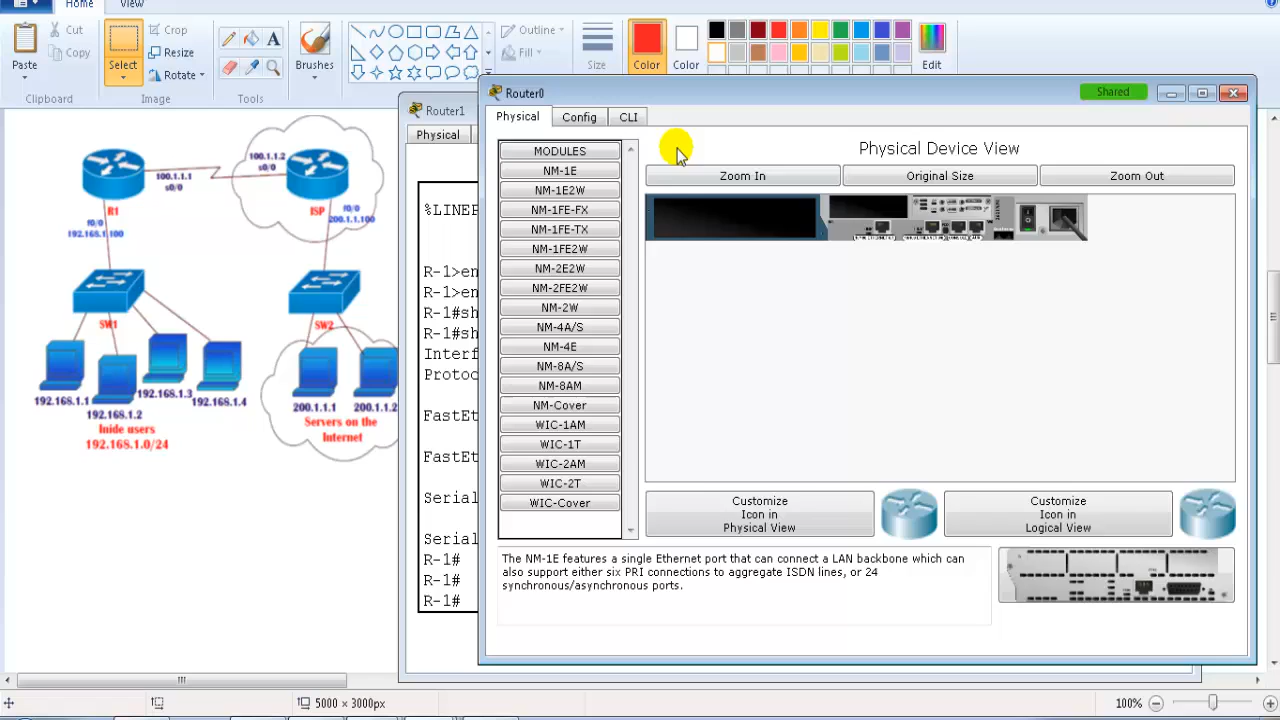 Home
View
Paste
Cut
Copy
Clipboard
Select
Crop
Resize
Rotate
Image
A
Tools
Brushes
Outline
Fill
Shapes
Size
Color
Color
Edit
R1
100.1.1.1
s0/0
100.1.1.2
s0/0
ISP
f0/0
200.1.1.100
f0/0
192.168.1.100
SW1
SW2
192.168.1.1
192.168.1.2
192.168.1.3
192.168.1.4
Inide users
192.168.1.0/24
200.1.1.1
200.1.1.2
Servers on the
Internet
Router1
Physical
%LINEP
R-1>en
R-1>en
R-1#sh
R-1#sh
Interf
Protoc
FastEt
FastEt
Serial
Serial
R-1#
R-1#
R-1#
Router0
Shared
Physical
Config
CLI
MODULES
NM-1E
NM-1E2W
NM-1FE-FX
NM-1FE-TX
NM-1FE2W
NM-2E2W
NM-2FE2W
NM-2W
NM-4A/S
NM-4E
NM-8A/S
NM-8AM
NM-Cover
WIC-1AM
WIC-1T
WIC-2AM
WIC-2T
WIC-Cover
Physical Device View
Zoom In
Original Size
Zoom Out
Customize
Icon in
Physical View
Customize
Icon in
Logical View
The NM-1E features a single Ethernet port that can connect a LAN backbone which can
also support either six PRI connections to aggregate ISDN lines, or 24
synchronous/asynchronous ports.
5000 × 3000px
100%